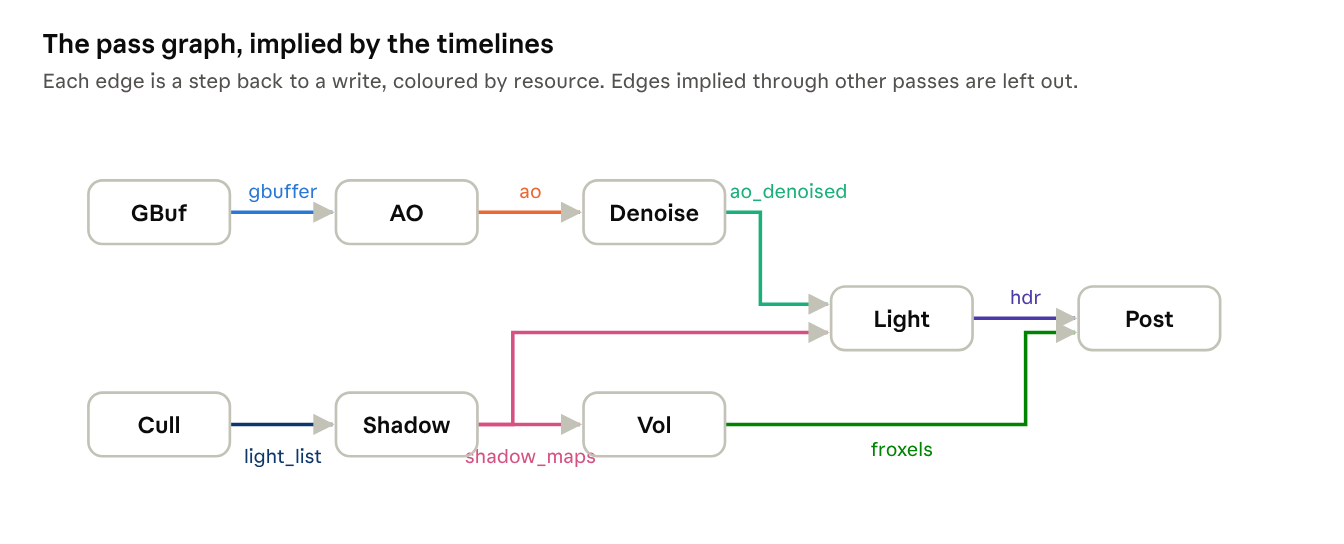 The pass graph, implied by the timelines
Each edge is a step back to a write, coloured by resource. Edges implied through other passes are left out.
gbuffer
ao
ao_denoised
GBuf
AO
Denoise
hdr
Light
Post
Cull
Shadow
Vol
light_list
shadow_maps
froxels